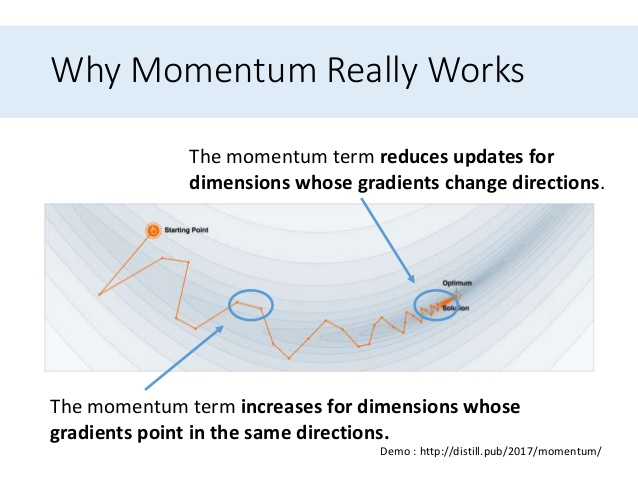 Why Momentum Really Works
The momentum term reduces updates for
dimensions whose gradients change directions.
Starting Point
Optimum
Solution
The momentum term increases for dimensions whose
gradients point in the same directions.
Demo : http://distill.pub/2017/momentum/